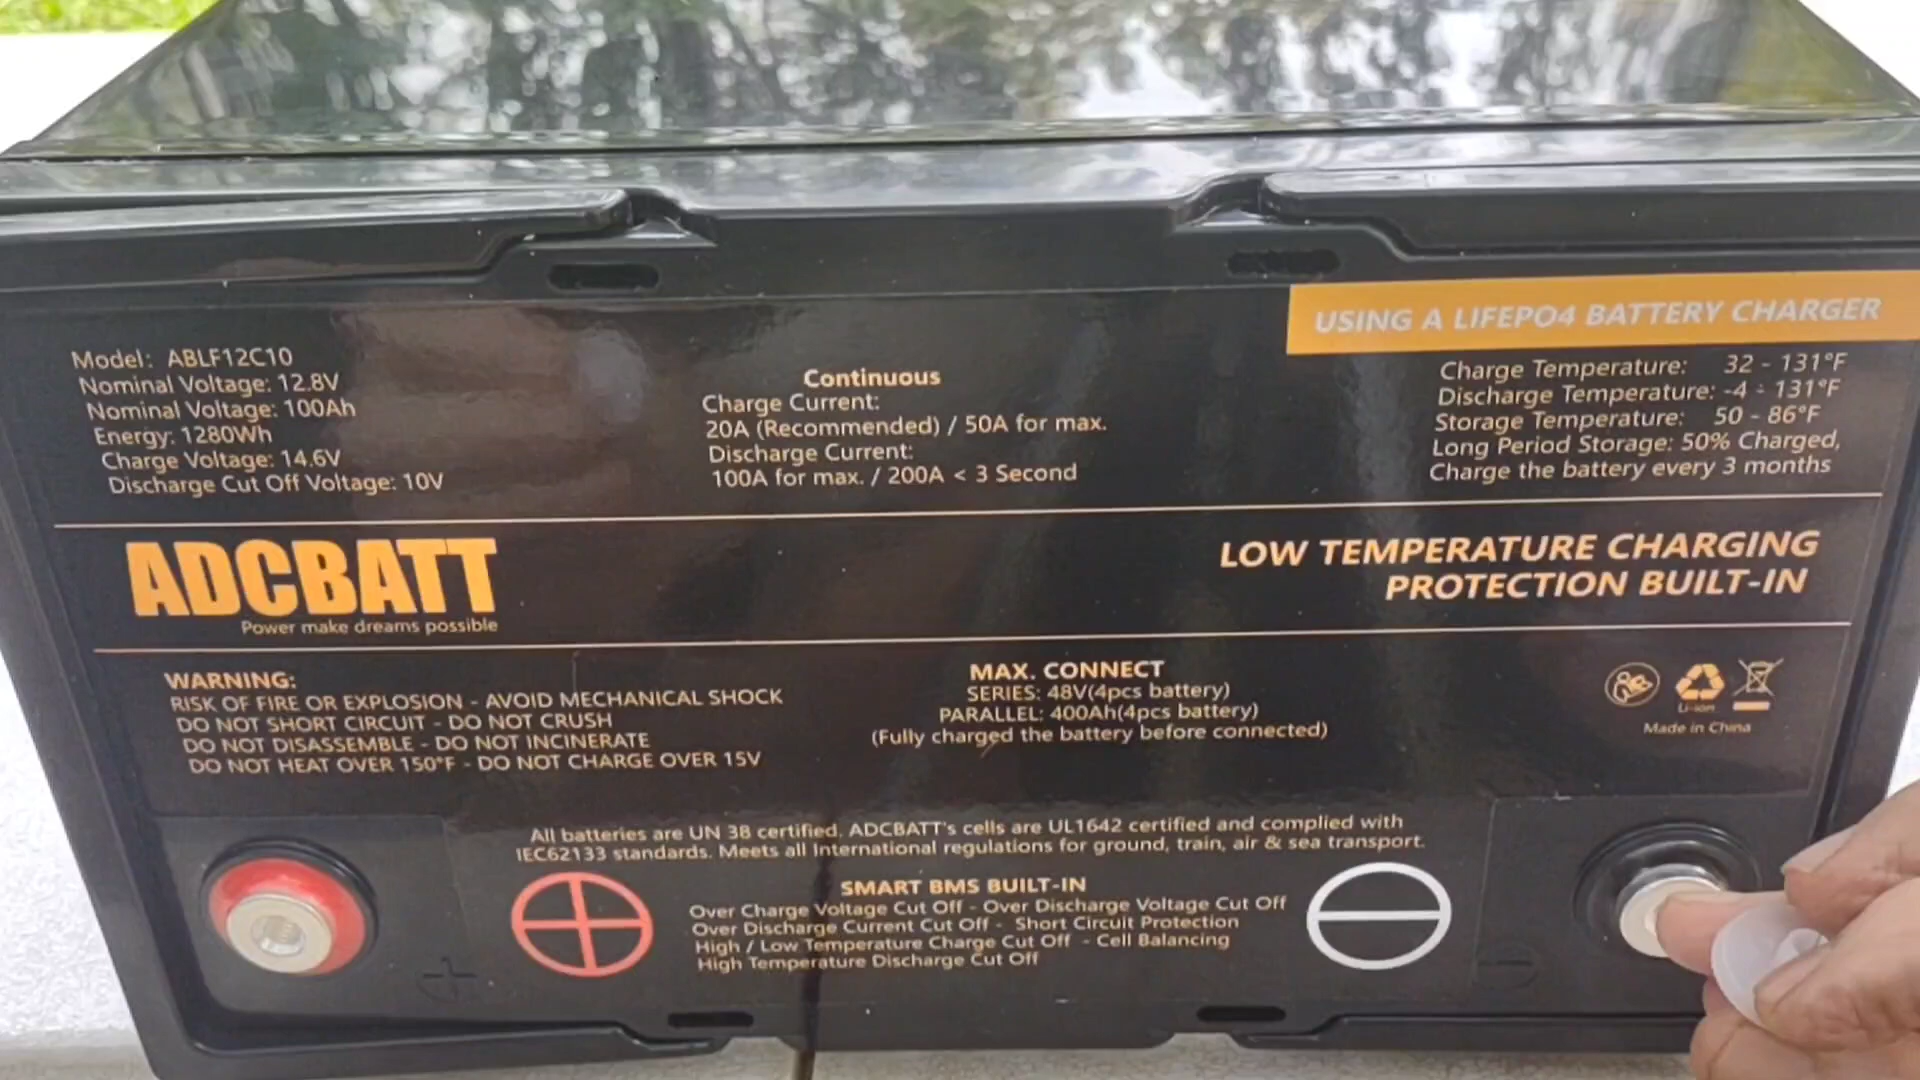 USING A LIFEPO4 BATTERY CHARGER
Model: ABLF12C10
Nominal Voltage: 12.8V
Nominal Voltage: 100Ah
Energy: 1280Wh
Charge Voltage: 14.6V
Discharge Cut Off Voltage: 10V
Continuous
Charge Current:
20A (Recommended) / 50A for max.
Discharge Current:
100A for max. / 200A < 3 Second
Charge Temperature: 32 - 131°F
Discharge Temperature: -4 - 131°F
Storage Temperature: 50 - 86°F
Long Period Storage: 50% Charged,
Charge the battery every 3 months
ADCBATT
Power make dreams possible
LOW TEMPERATURE CHARGING
PROTECTION BUILT-IN
WARNING:
RISK OF FIRE OR EXPLOSION - AVOID MECHANICAL SHOCK
DO NOT SHORT CIRCUIT - DO NOT CRUSH
DO NOT DISASSEMBLE - DO NOT INCINERATE
DO NOT HEAT OVER 150°F - DO NOT CHARGE OVER 15V
MAX. CONNECT
SERIES: 48V(4pcs battery)
PARALLEL: 400Ah(4pcs battery)
(Fully charged the battery before connected)
Li-ion
Made in China
All batteries are UN 38 certified. ADCBATT's cells are UL1642 certified and complied with
IEC62133 standards. Meets all International regulations for ground, train, air & sea transport.
SMART BMS BUILT-IN
Over Charge Voltage Cut Off - Over Discharge Voltage Cut Off
Over Discharge Current Cut Off - Short Circuit Protection
High / Low Temperature Charge Cut Off - Cell Balancing
High Temperature Discharge Cut Off